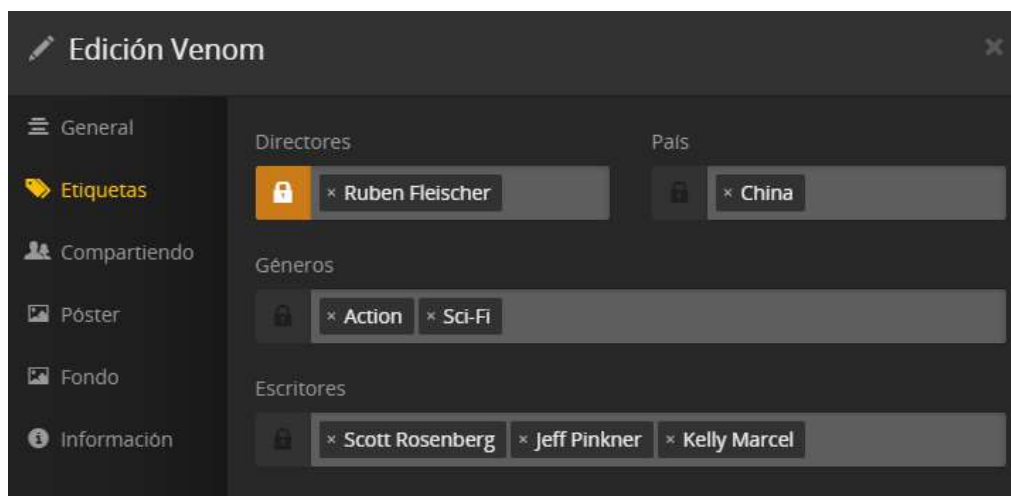 Edición Venom
General
Etiquetas
Compartiendo
Póster
Fondo
Información
Directores
× Ruben Fleischer
País
× China
Géneros
× Action × Sci-Fi
Escritores
× Scott Rosenberg × Jeff Pinkner × Kelly Marcel